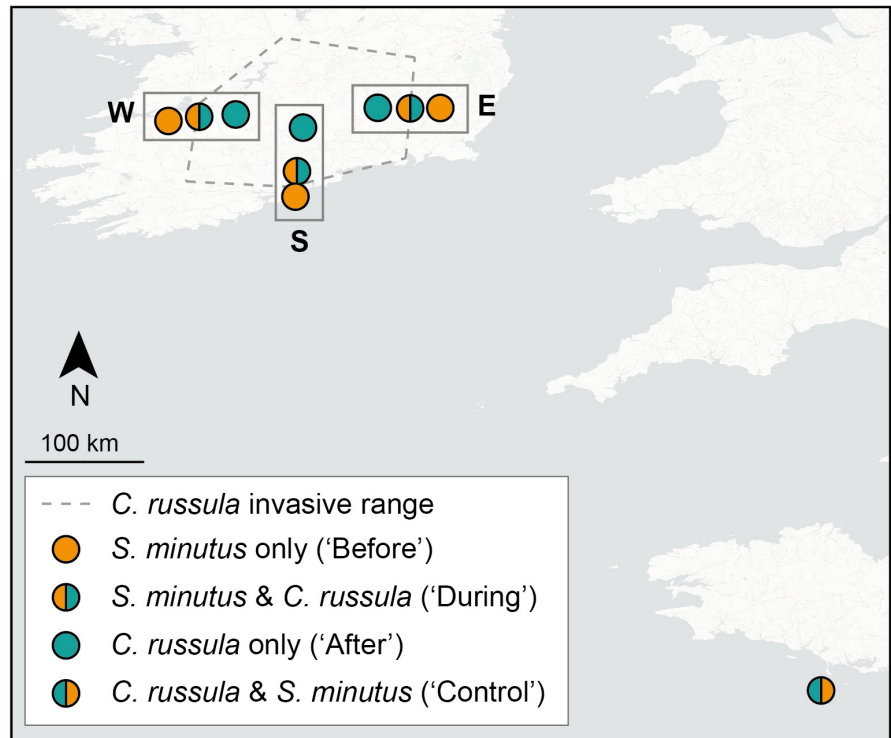 W
E
S
N
100 km
C. russula invasive range
S. minutus only (‘Before’)
S. minutus & C. russula (‘During’)
C. russula only (‘After’)
C. russula & S. minutus (‘Control’)